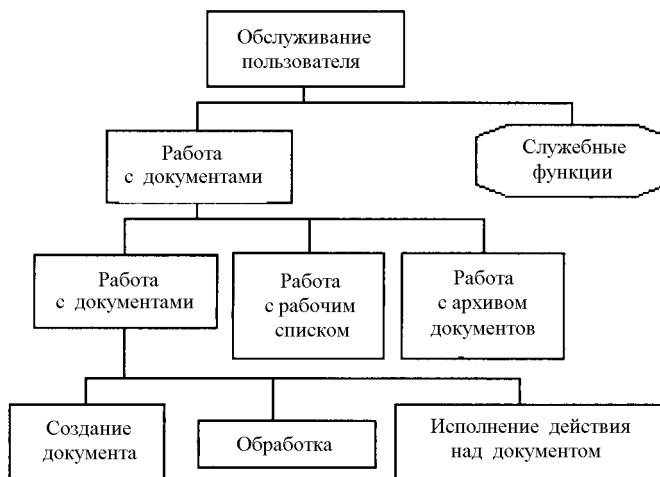 Обслуживание
пользователя
Работа
с документами
Служебные
функции
Работа
с документами
Работа
с рабочим
списком
Работа
с архивом
документов
Создание
документа
Обработка
Исполнение действия
над документом